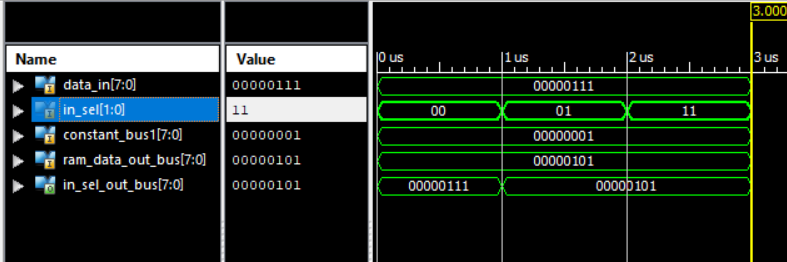 3.000
Name Value 0 us 1 us 2 us 3 us
data_in[7:0] 00000111 00000111
in_sel[1:0] 11 00 01 11
constant_bus1[7:0] 00000001 00000001
ram_data_out_bus[7:0] 00000101 00000101
in_sel_out_bus[7:0] 00000101 00000111 00000101